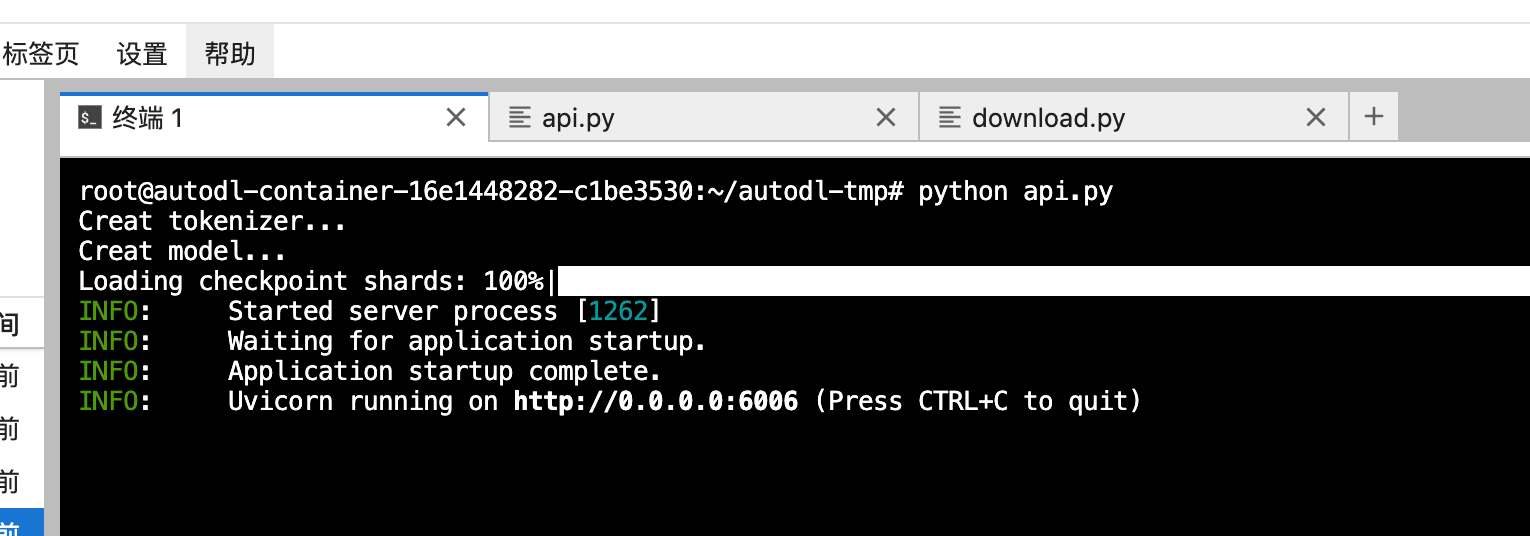 标签页 设置 帮助
$_ 终端 1 api.py download.py
root@autodl-container-16e1448282-c1be3530:~/autodl-tmp# python api.py
Creat tokenizer...
Creat model...
Loading checkpoint shards: 100%|
INFO: Started server process [1262]
INFO: Waiting for application startup.
INFO: Application startup complete.
INFO: Uvicorn running on http://0.0.0.0:6006 (Press CTRL+C to quit)
间
前
前
前
前